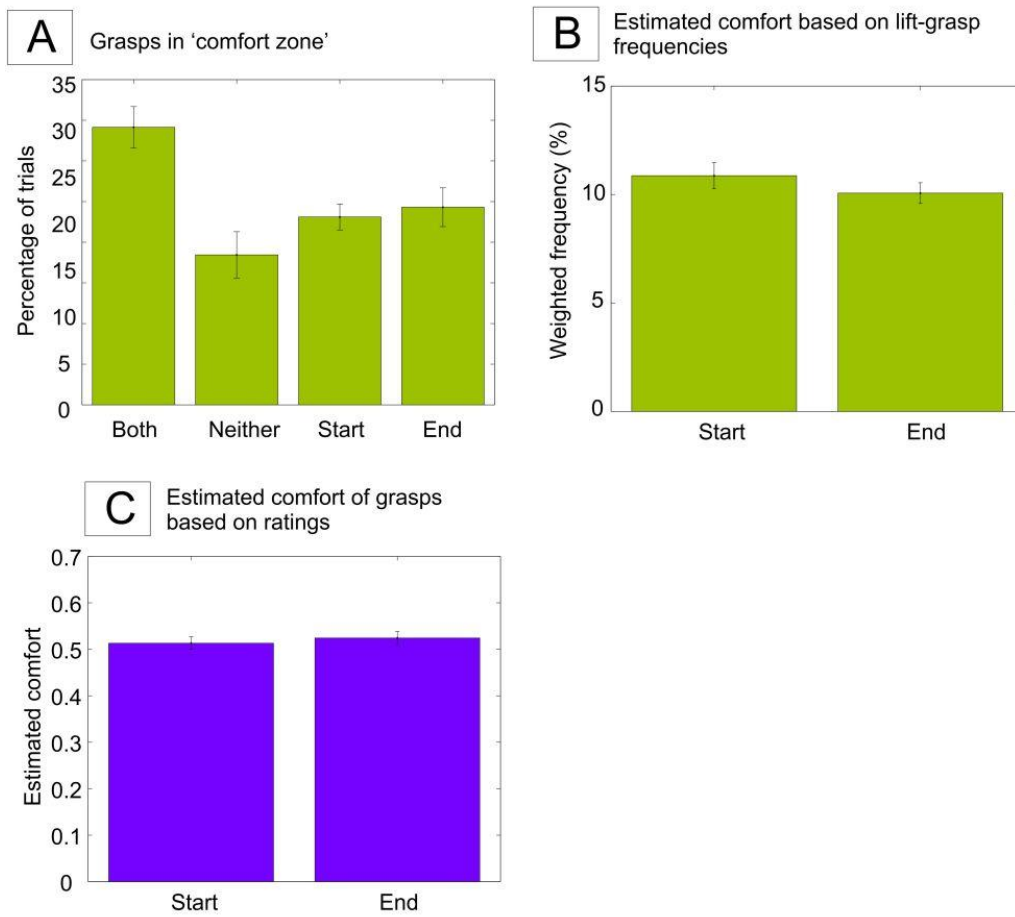 A
Grasps in ‘comfort zone’
Percentage of trials
35
30
25
20
15
10
5
0
Both Neither Start End
B
Estimated comfort based on lift-grasp
frequencies
Weighted frequency (%)
15
10
5
0
Start End
C
Estimated comfort of grasps
based on ratings
Estimated comfort
0.7
0.6
0.5
0.4
0.3
0.2
0.1
0
Start End